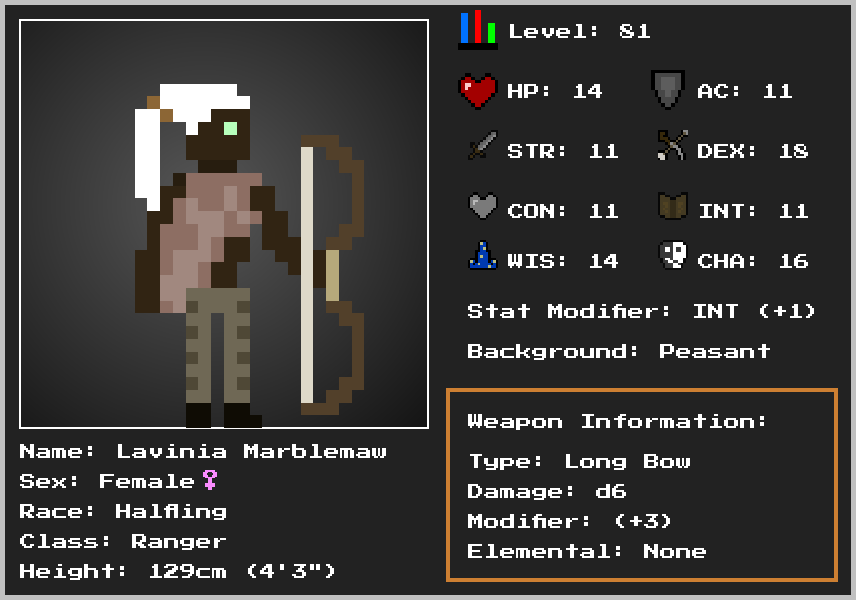 Level: 81
HP: 14
AC: 11
STR: 11
DEX: 18
CON: 11
INT: 11
WIS: 14
CHA: 16
Stat Modifier: INT (+1)
Background: Peasant
Weapon Information:
Type: Long Bow
Damage: d6
Modifier: (+3)
Elemental: None
Name: Lavinia Marblemaw
Sex: Female♀
Race: Halfling
Class: Ranger
Height: 129cm (4'3")